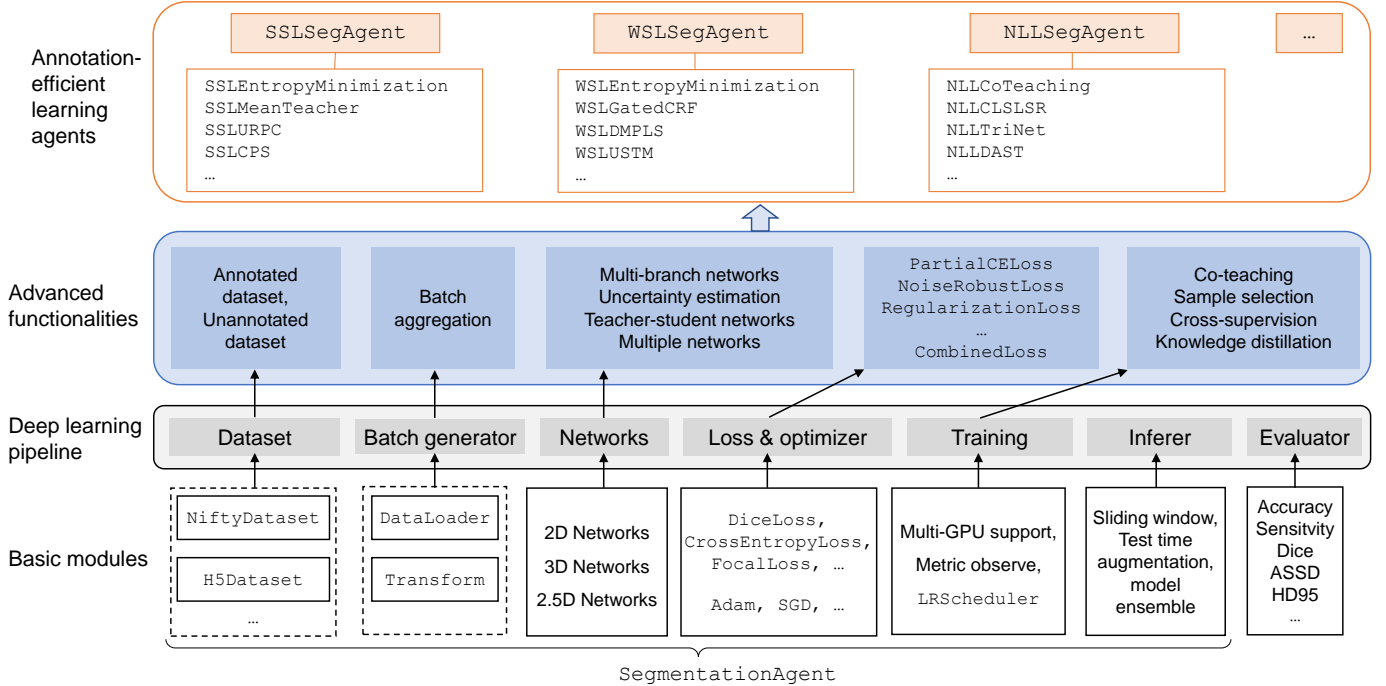 Annotation-
efficient
learning
agents
SSLSegAgent
SSLEntropyMinimization
SSLMeanTeacher
SSLURPC
SSLCPS
…
WSLSegAgent
WSLEntropyMinimization
WSLGatedCRF
WSLDMPLS
WSLUSTM
…
NLLSegAgent
NLLCoTeaching
NLLCLSLSR
NLLTriNet
NLLDAST
…
…
Advanced
functionalities
Annotated
dataset,
Unannotated
dataset
Batch
aggregation
Multi-branch networks
Uncertainty estimation
Teacher-student networks
Multiple networks
PartialCELoss
NoiseRobustLoss
RegularizationLoss
…
CombinedLoss
Co-teaching
Sample selection
Cross-supervision
Knowledge distillation
Deep learning
pipeline
Dataset
Batch generator
Networks
Loss & optimizer
Training
Inferer
Evaluator
Basic modules
NiftyDataset
H5Dataset
…
DataLoader
Transform
2D Networks
3D Networks
2.5D Networks
DiceLoss,
CrossEntropyLoss,
FocalLoss, …
Adam, SGD, …
Multi-GPU support,
Metric observe,
LRScheduler
Sliding window,
Test time
augmentation,
model
ensemble
Accuracy
Sensitvity
Dice
ASSD
HD95
…
SegmentationAgent